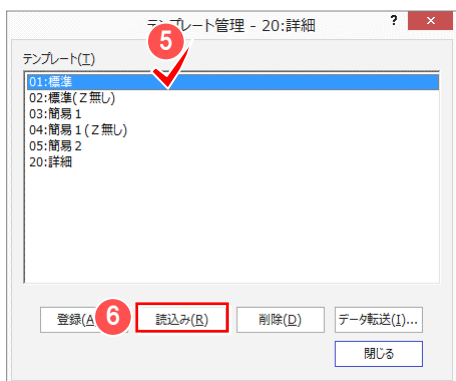 テンプレート管理 - 20:詳細 ? ×
5
テンプレート(T)
01:標準
02:標準(Z無し)
03:簡易1
04:簡易1(Z無し)
05:簡易2
20:詳細
登録(A 6 読込み(R) 削除(D) データ転送(I)...
閉じる